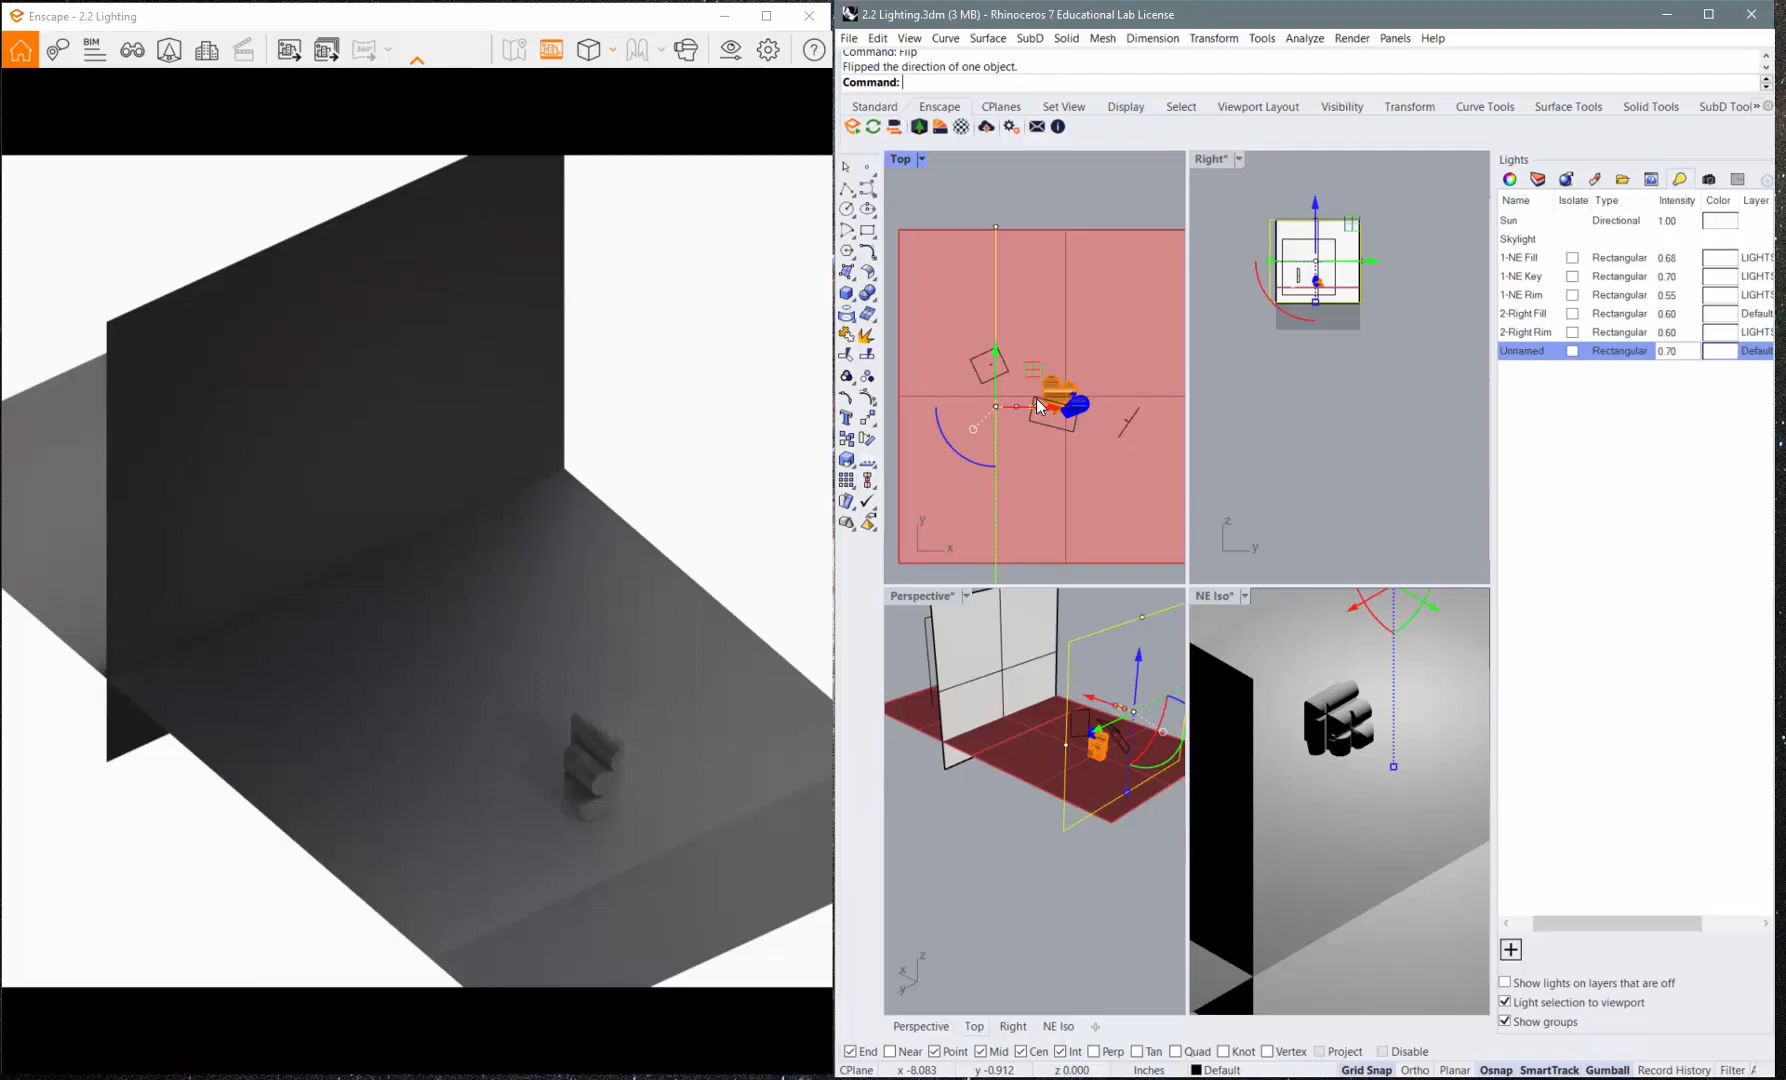 Enscape - 2.2 Lighting
BIM
360°
2.2 Lighting.3dm (3 MB) - Rhinoceros 7 Educational Lab License
File Edit View Curve Surface SubD Solid Mesh Dimension Transform Tools Analyze Render Panels Help
Command: Flip
Flipped the direction of one object.
Command:
Standard Enscape CPlanes Set View Display Select Viewport Layout Visibility Transform Curve Tools Surface Tools Solid Tools SubD Tool
Top
Right*
Lights
Name Isolate Type Intensity Color Layer
Sun Directional 1.00
Skylight
1-NE Fill Rectangular 0.68 LIGHTS
1-NE Key Rectangular 0.70 LIGHTS
1-NE Rim Rectangular 0.55 LIGHTS
2-Right Fill Rectangular 0.60 Default
2-Right Rim Rectangular 0.60 LIGHTS
Unnamed Rectangular 0.70 Default
y
x
z
y
Perspective*
NE Iso*
z
x
y
Show lights on layers that are off
Light selection to viewport
Show groups
Perspective Top Right NE Iso
End Near Point Mid Cen Int Perp Tan Quad Knot Vertex Project Disable
CPlane x -8.083 y -0.912 z 0.000 Inches Default Grid Snap Ortho Planar Osnap SmartTrack Gumball Record History Filter